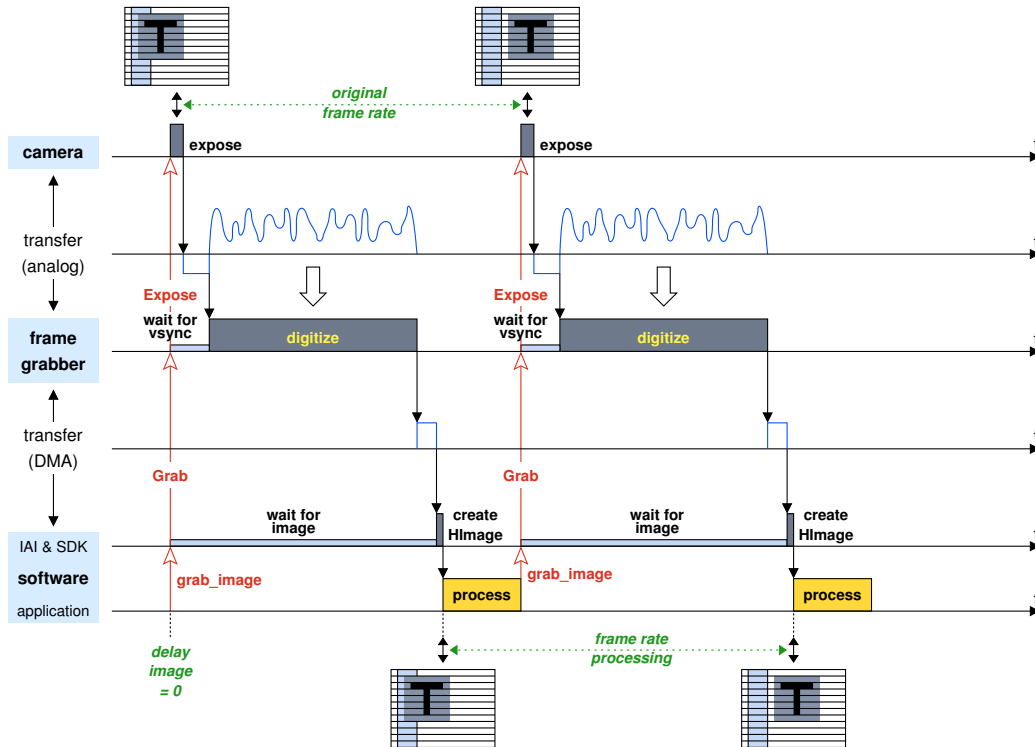 T
T
original
frame rate
t
camera
expose
expose
transfer
(analog)
t
Expose
Expose
wait for
vsync
wait for
vsync
frame
grabber
digitize
digitize
t
transfer
(DMA)
t
Grab
Grab
wait for
image
create
HImage
wait for
image
create
HImage
IAI & SDK
t
software
grab_image
grab_image
application
process
process
t
delay
image
= 0
frame rate
processing
T
T